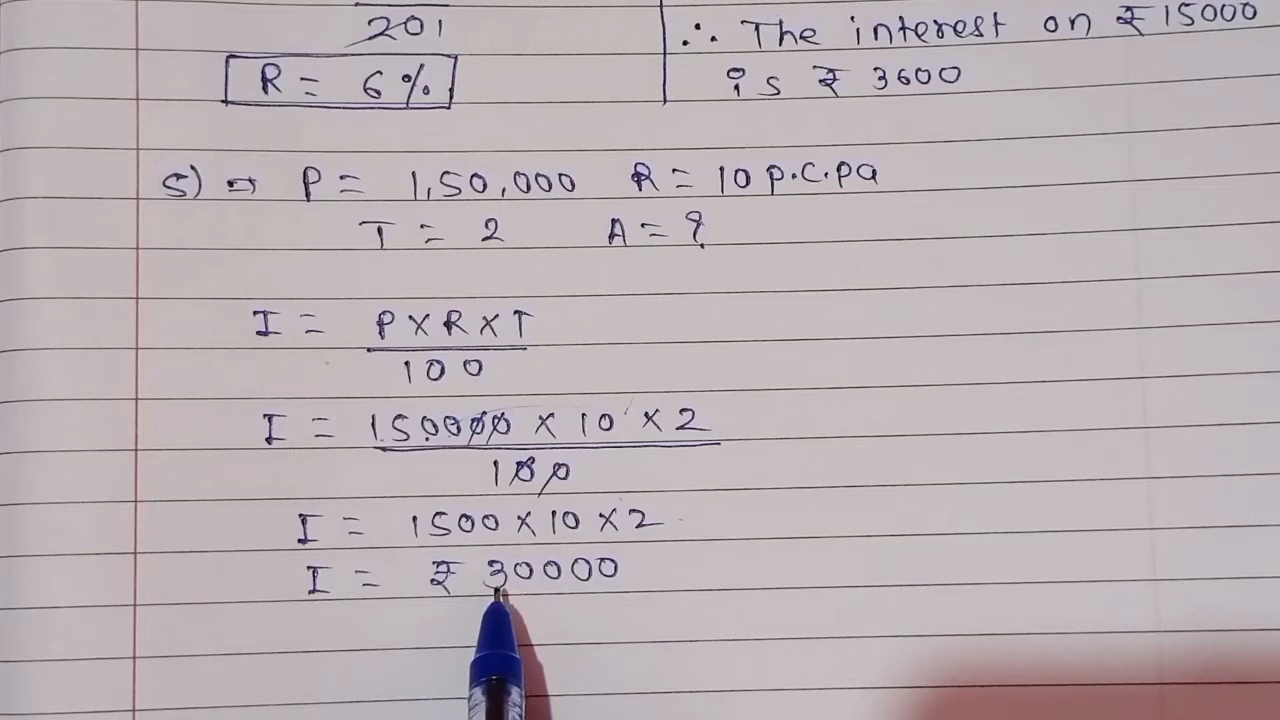 201
R = 6%
∴ The interest on ₹ 15000
is ₹ 3600
5) ⇒ P = 1,50,000 R = 10 p.c.pa
T = 2 A = ?
I = P × R × T
100
I = 150000 × 10 × 2
100
I = 1500 × 10 × 2
I = ₹ 30000